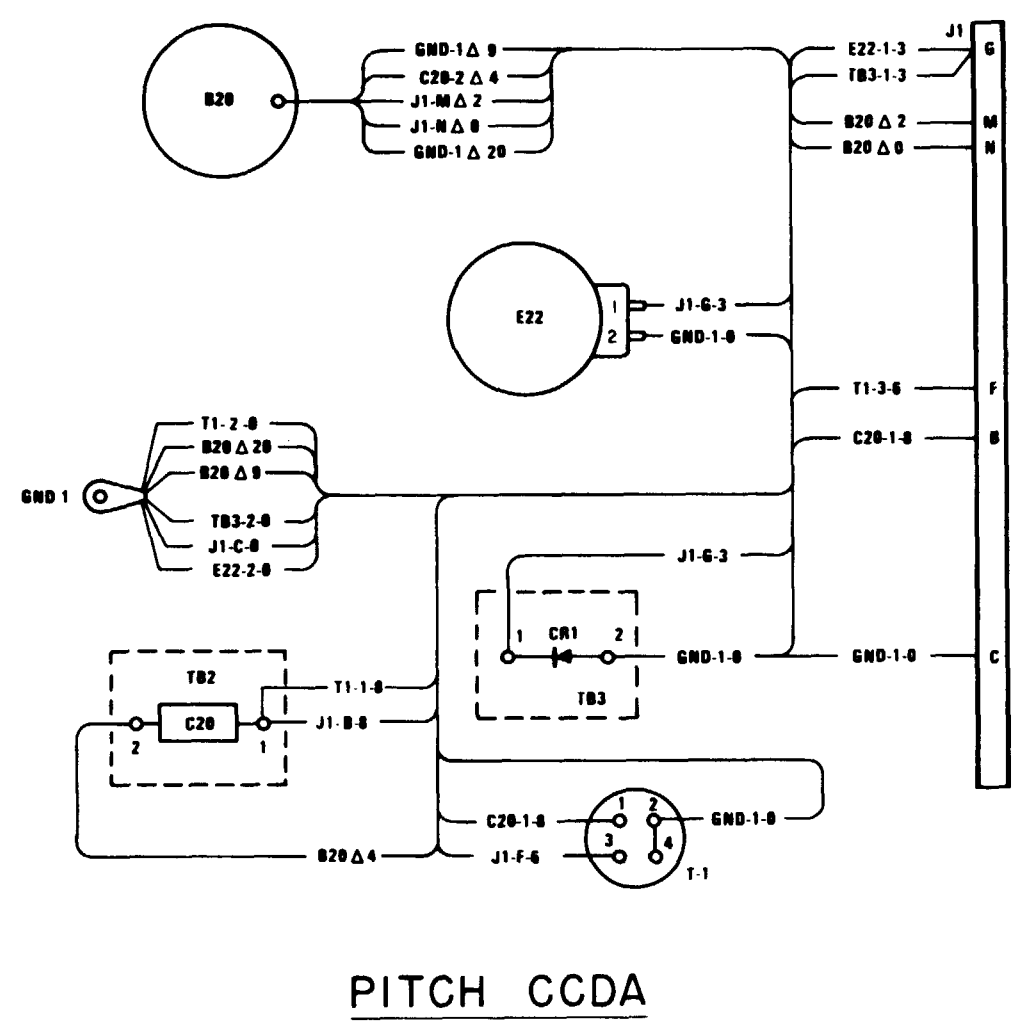 J1
GND-1 Δ 9
E22-1-3
G
C20-2 Δ 4
TB3-1-3
B20
J1-M Δ 2
J1-N Δ 0
B20 Δ 2
M
GND-1 Δ 20
B20 Δ 0
N
1
J1-G-3
E22
2
GND-1-0
T1-3-6
F
T1-2-0
C20-1-8
B
B20 Δ 20
B20 Δ 9
GND 1
TB3-2-0
J1-C-0
E22-2-0
J1-G-3
1
CR1
2
GND-1-0
GND-1-0
C
TB2
T1-1-8
TB3
C20
J1-B-8
2
1
1
2
C20-1-8
GND-1-0
3
4
B20 Δ 4
J1-F-6
T-1
PITCH CCDA